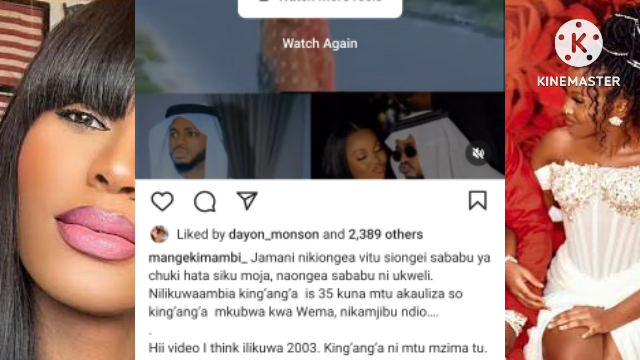 Watch Again
KINEMASTER
Liked by dayon_monson and 2,389 others
mangekimambi_ Jamani nikiongea vitu siongei sababu ya
chuki hata siku moja, naongea sababu ni ukweli.
Nilikuwaambia king'ang'a is 35 kuna mtu akauliza so
king'ang'a mkubwa kwa Wema, nikamjibu ndio....
.
Hii video I think ilikuwa 2003. King'ang'a ni mtu mzima tu.